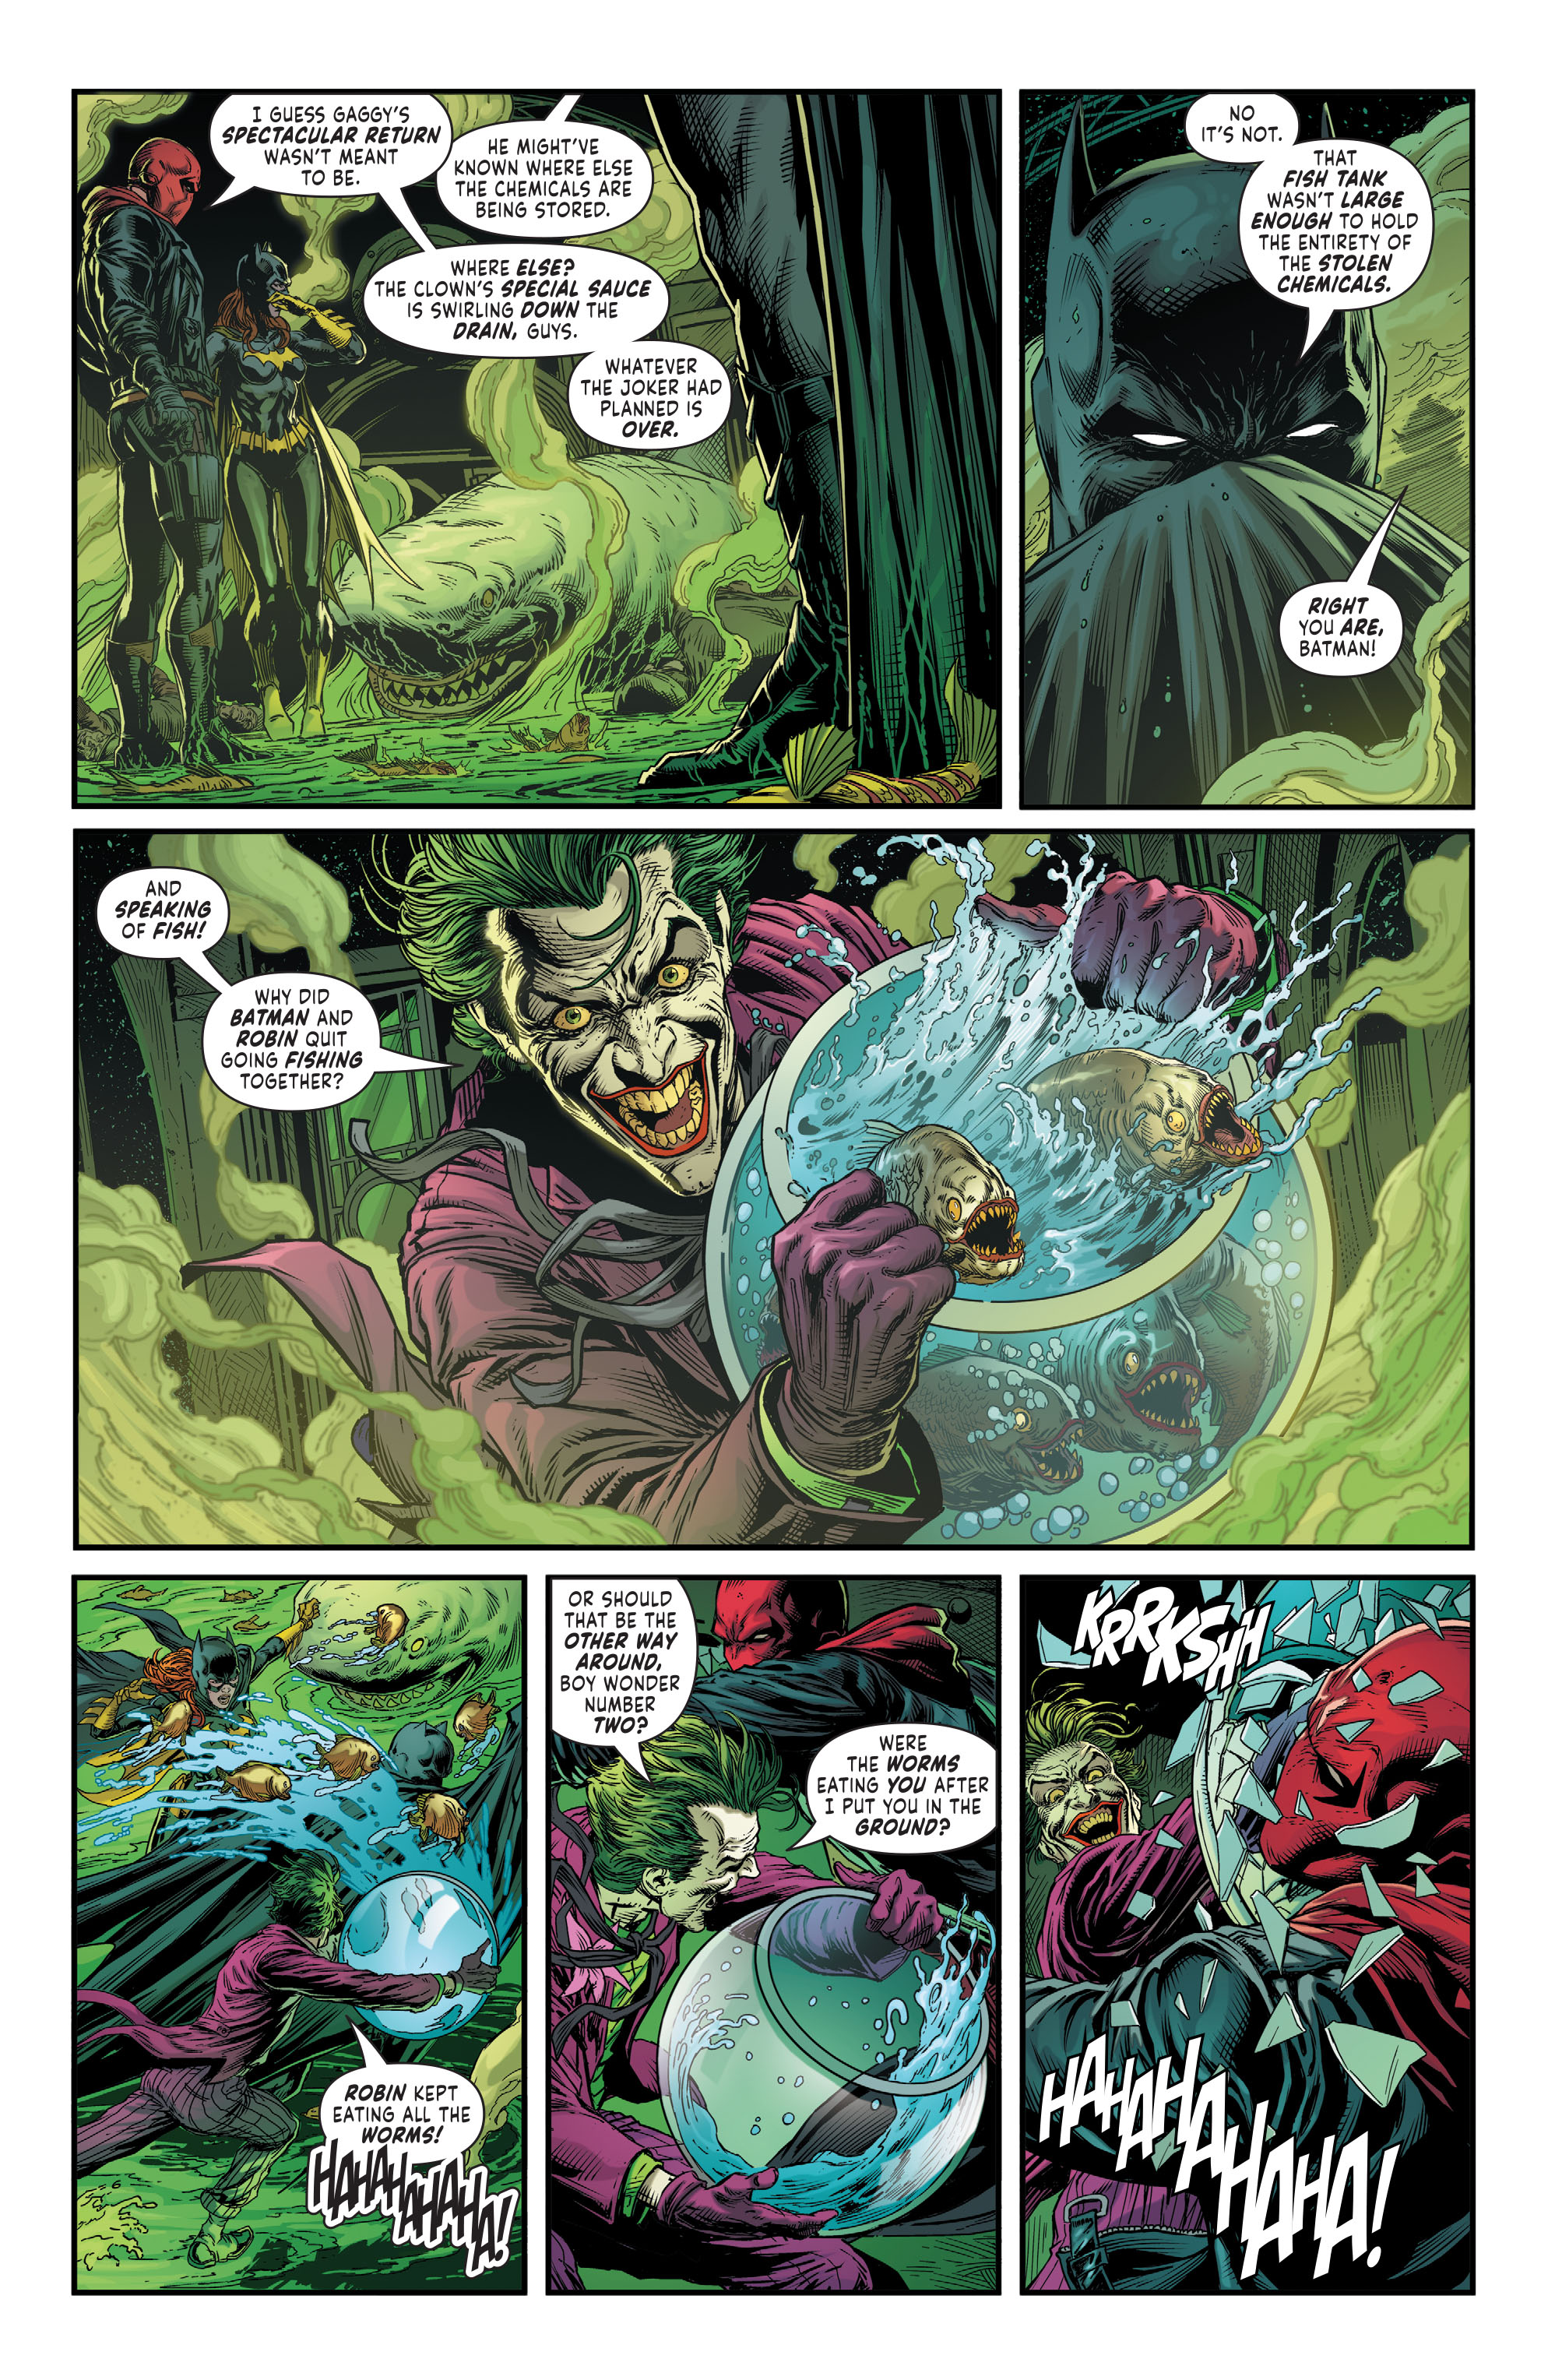 I GUESS GAGGY'S
SPECTACULAR RETURN
WASN'T MEANT
TO BE.
HE MIGHT'VE
KNOWN WHERE ELSE
THE CHEMICALS ARE
BEING STORED.
WHERE ELSE?
THE CLOWN'S SPECIAL SAUCE
IS SWIRLING DOWN THE
DRAIN, GUYS.
WHATEVER
THE JOKER HAD
PLANNED IS
OVER.
NO
IT'S NOT.
THAT
FISH TANK
WASN'T LARGE
ENOUGH TO HOLD
THE ENTIRETY OF
THE STOLEN
CHEMICALS.
RIGHT
YOU ARE,
BATMAN!
AND
SPEAKING
OF FISH!
WHY DID
BATMAN AND
ROBIN QUIT
GOING FISHING
TOGETHER?
ROBIN KEPT
EATING ALL THE
WORMS!
HAHAHAHAHA!
OR SHOULD
THAT BE THE
OTHER WAY
AROUND,
BOY WONDER
NUMBER
TWO?
WERE
THE WORMS
EATING YOU AFTER
I PUT YOU IN THE
GROUND?
KRRRKSHH
HAHAHAHAHAHA!